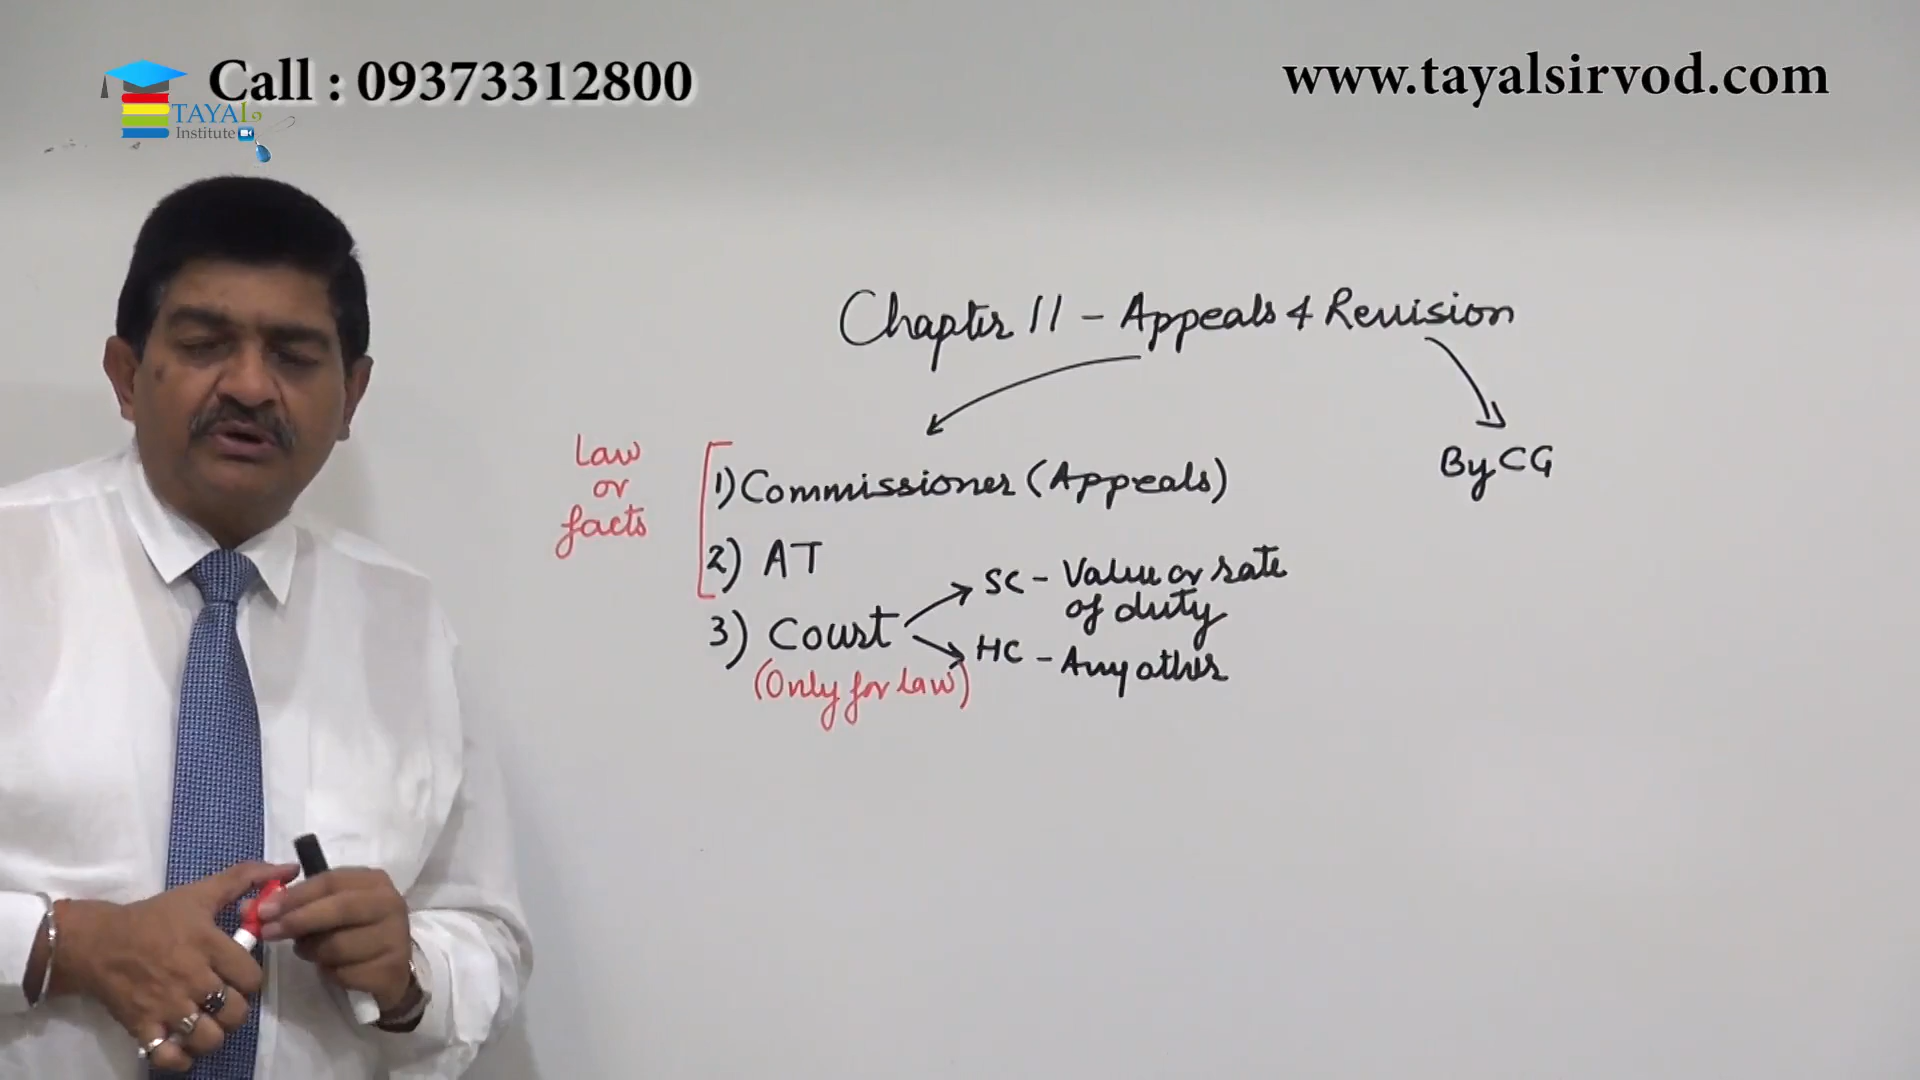 Call : 09373312800
www.tayalsirvod.com
TAYAL
Institute
Chapter 11 - Appeals & Revision
By CG
Law
or
facts
1) Commissioner (Appeals)
2) AT
3) Court
SC - Value or rate
of duty
HC - Any other
(Only for law)